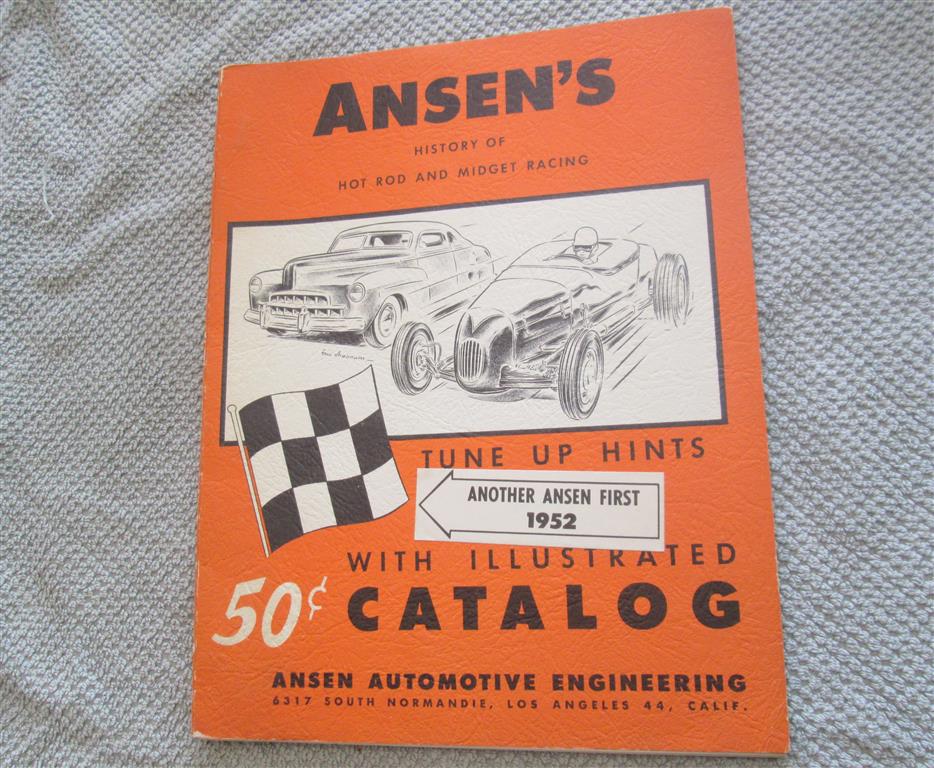 ANSEN'S
HISTORY OF
HOT ROD AND MIDGET RACING
TUNE UP HINTS
ANOTHER ANSEN FIRST
1952
WITH ILLUSTRATED
50¢ CATALOG
ANSEN AUTOMOTIVE ENGINEERING
6317 SOUTH NORMANDIE, LOS ANGELES 44, CALIF.